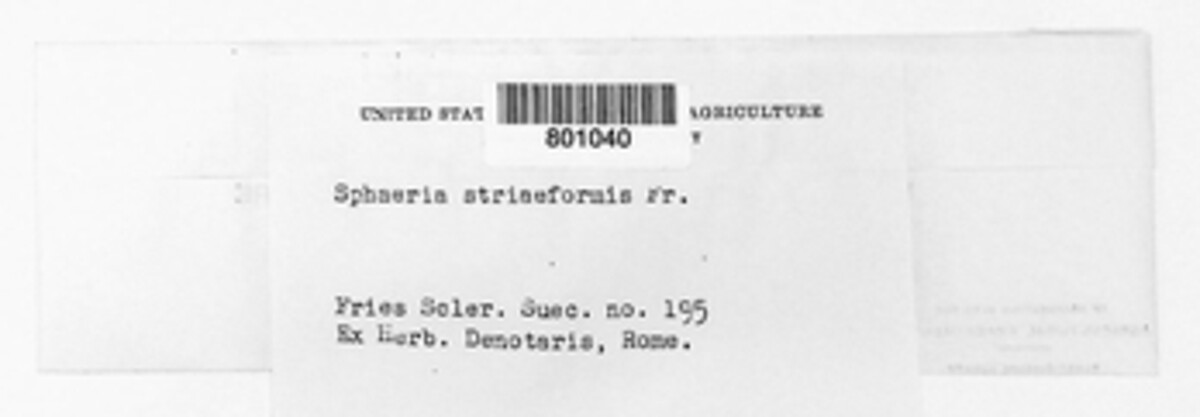 UNITED STAT AGRICULTURE
801040
Sphaeria striaeformis Fr.
Fries Scler. Suec. no. 195
Ex Herb. Denotaris, Rome.